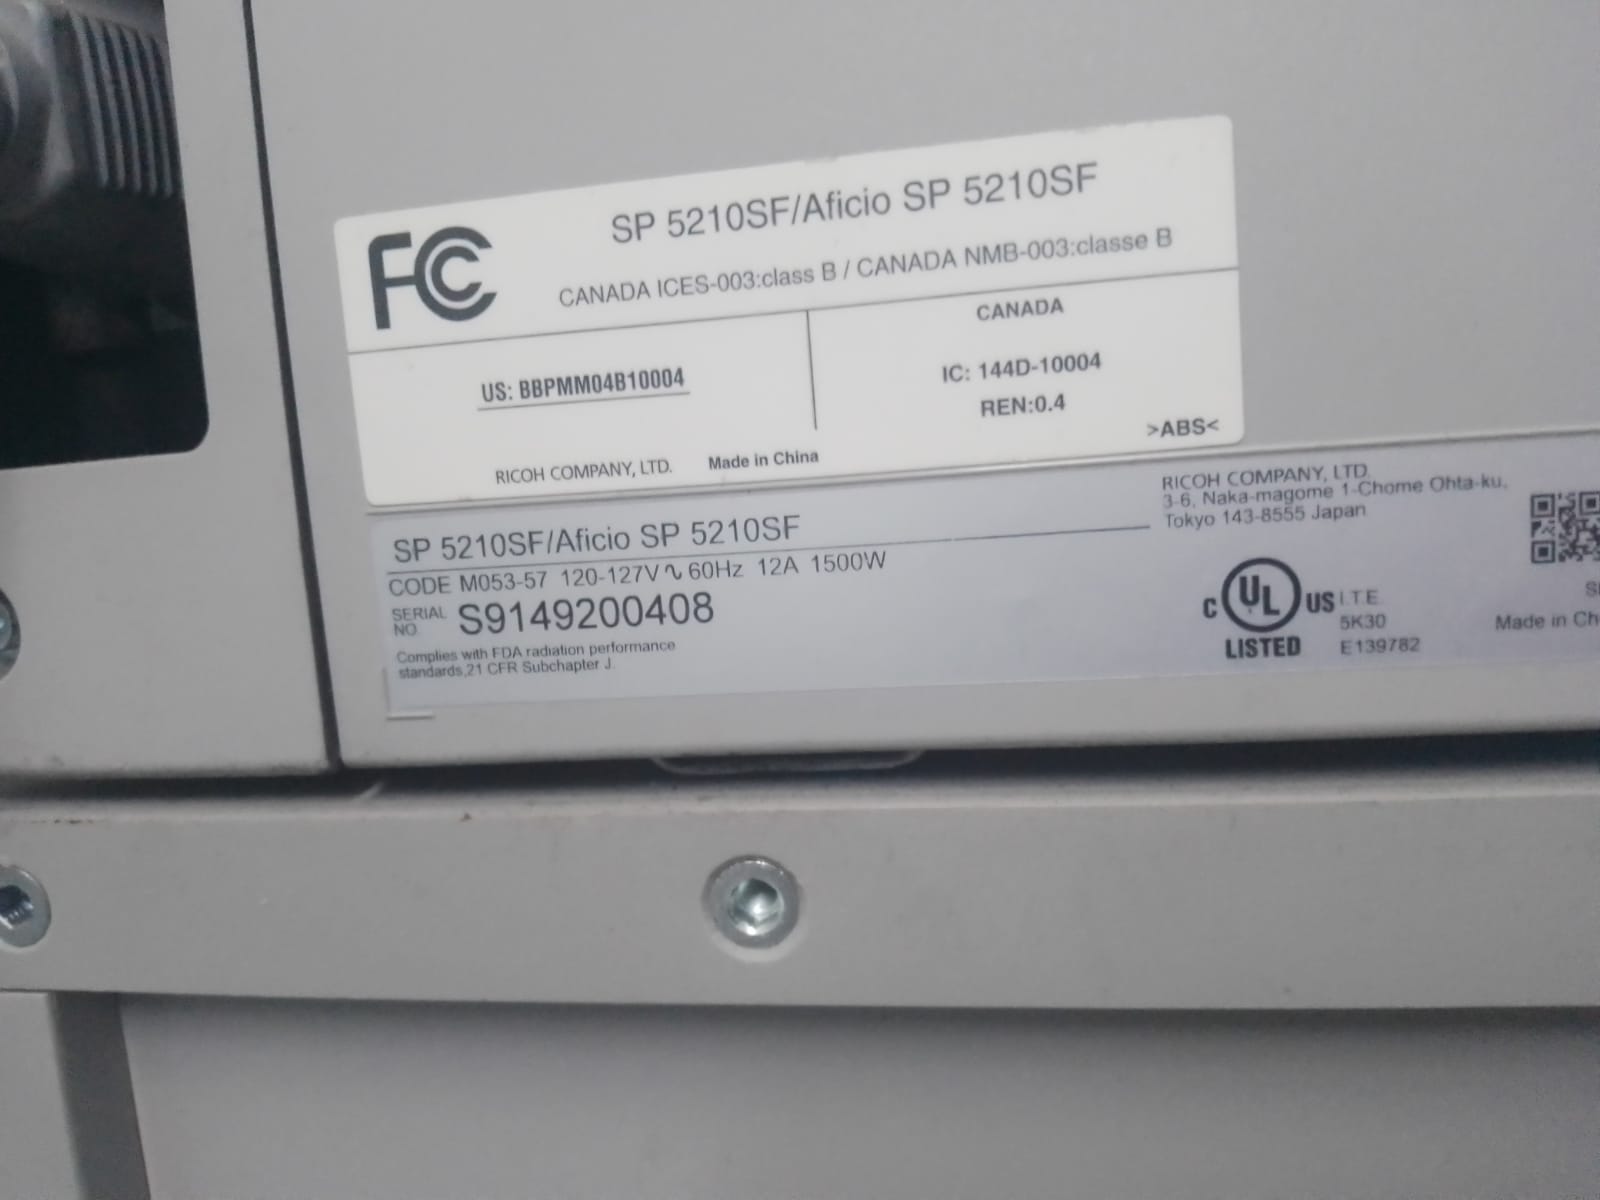 FC
SP 5210SF/Aficio SP 5210SF
CANADA ICES-003:class B / CANADA NMB-003:classe B
US: BBPMM04B10004
CANADA
IC: 144D-10004
REN:0.4
>ABS<
RICOH COMPANY, LTD. Made in China
SP 5210SF/Aficio SP 5210SF
CODE M053-57 120-127V∿60Hz 12A 1500W
SERIAL NO. S9149200408
Complies with FDA radiation performance
standards,21 CFR Subchapter J.
RICOH COMPANY, LTD.
3-6, Naka-magome 1-Chome Ohta-ku,
Tokyo 143-8555 Japan
C UL US I.T.E.
LISTED
5K30
E139782
Made in